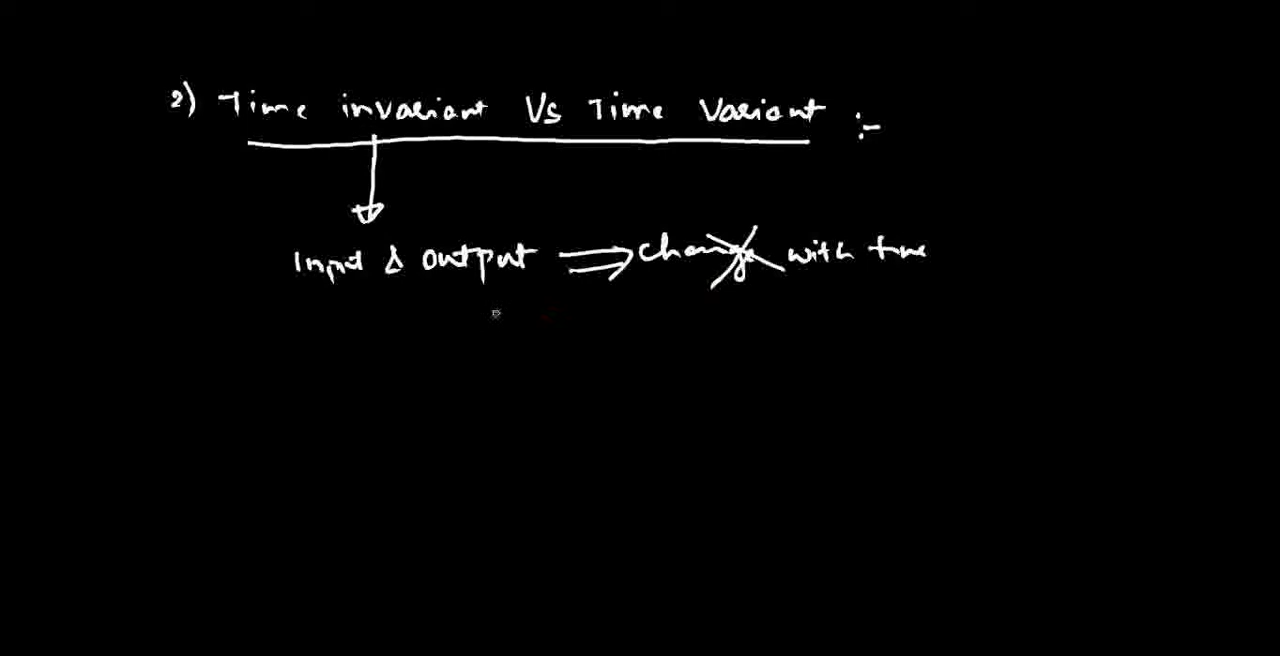 2) Time invariant Vs Time Variant :-
Input & output ⇒ change with time